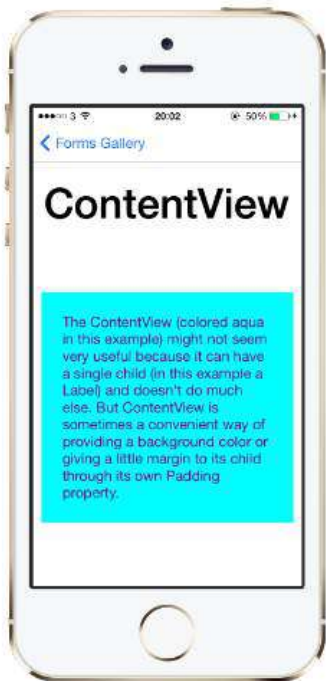 3 20:02 50%
Forms Gallery
ContentView
The ContentView (colored aqua
in this example) might not seem
very useful because it can have
a single child (in this example a
Label) and doesn't do much
else. But ContentView is
sometimes a convenient way of
providing a background color or
giving a little margin to its child
through its own Padding
property.